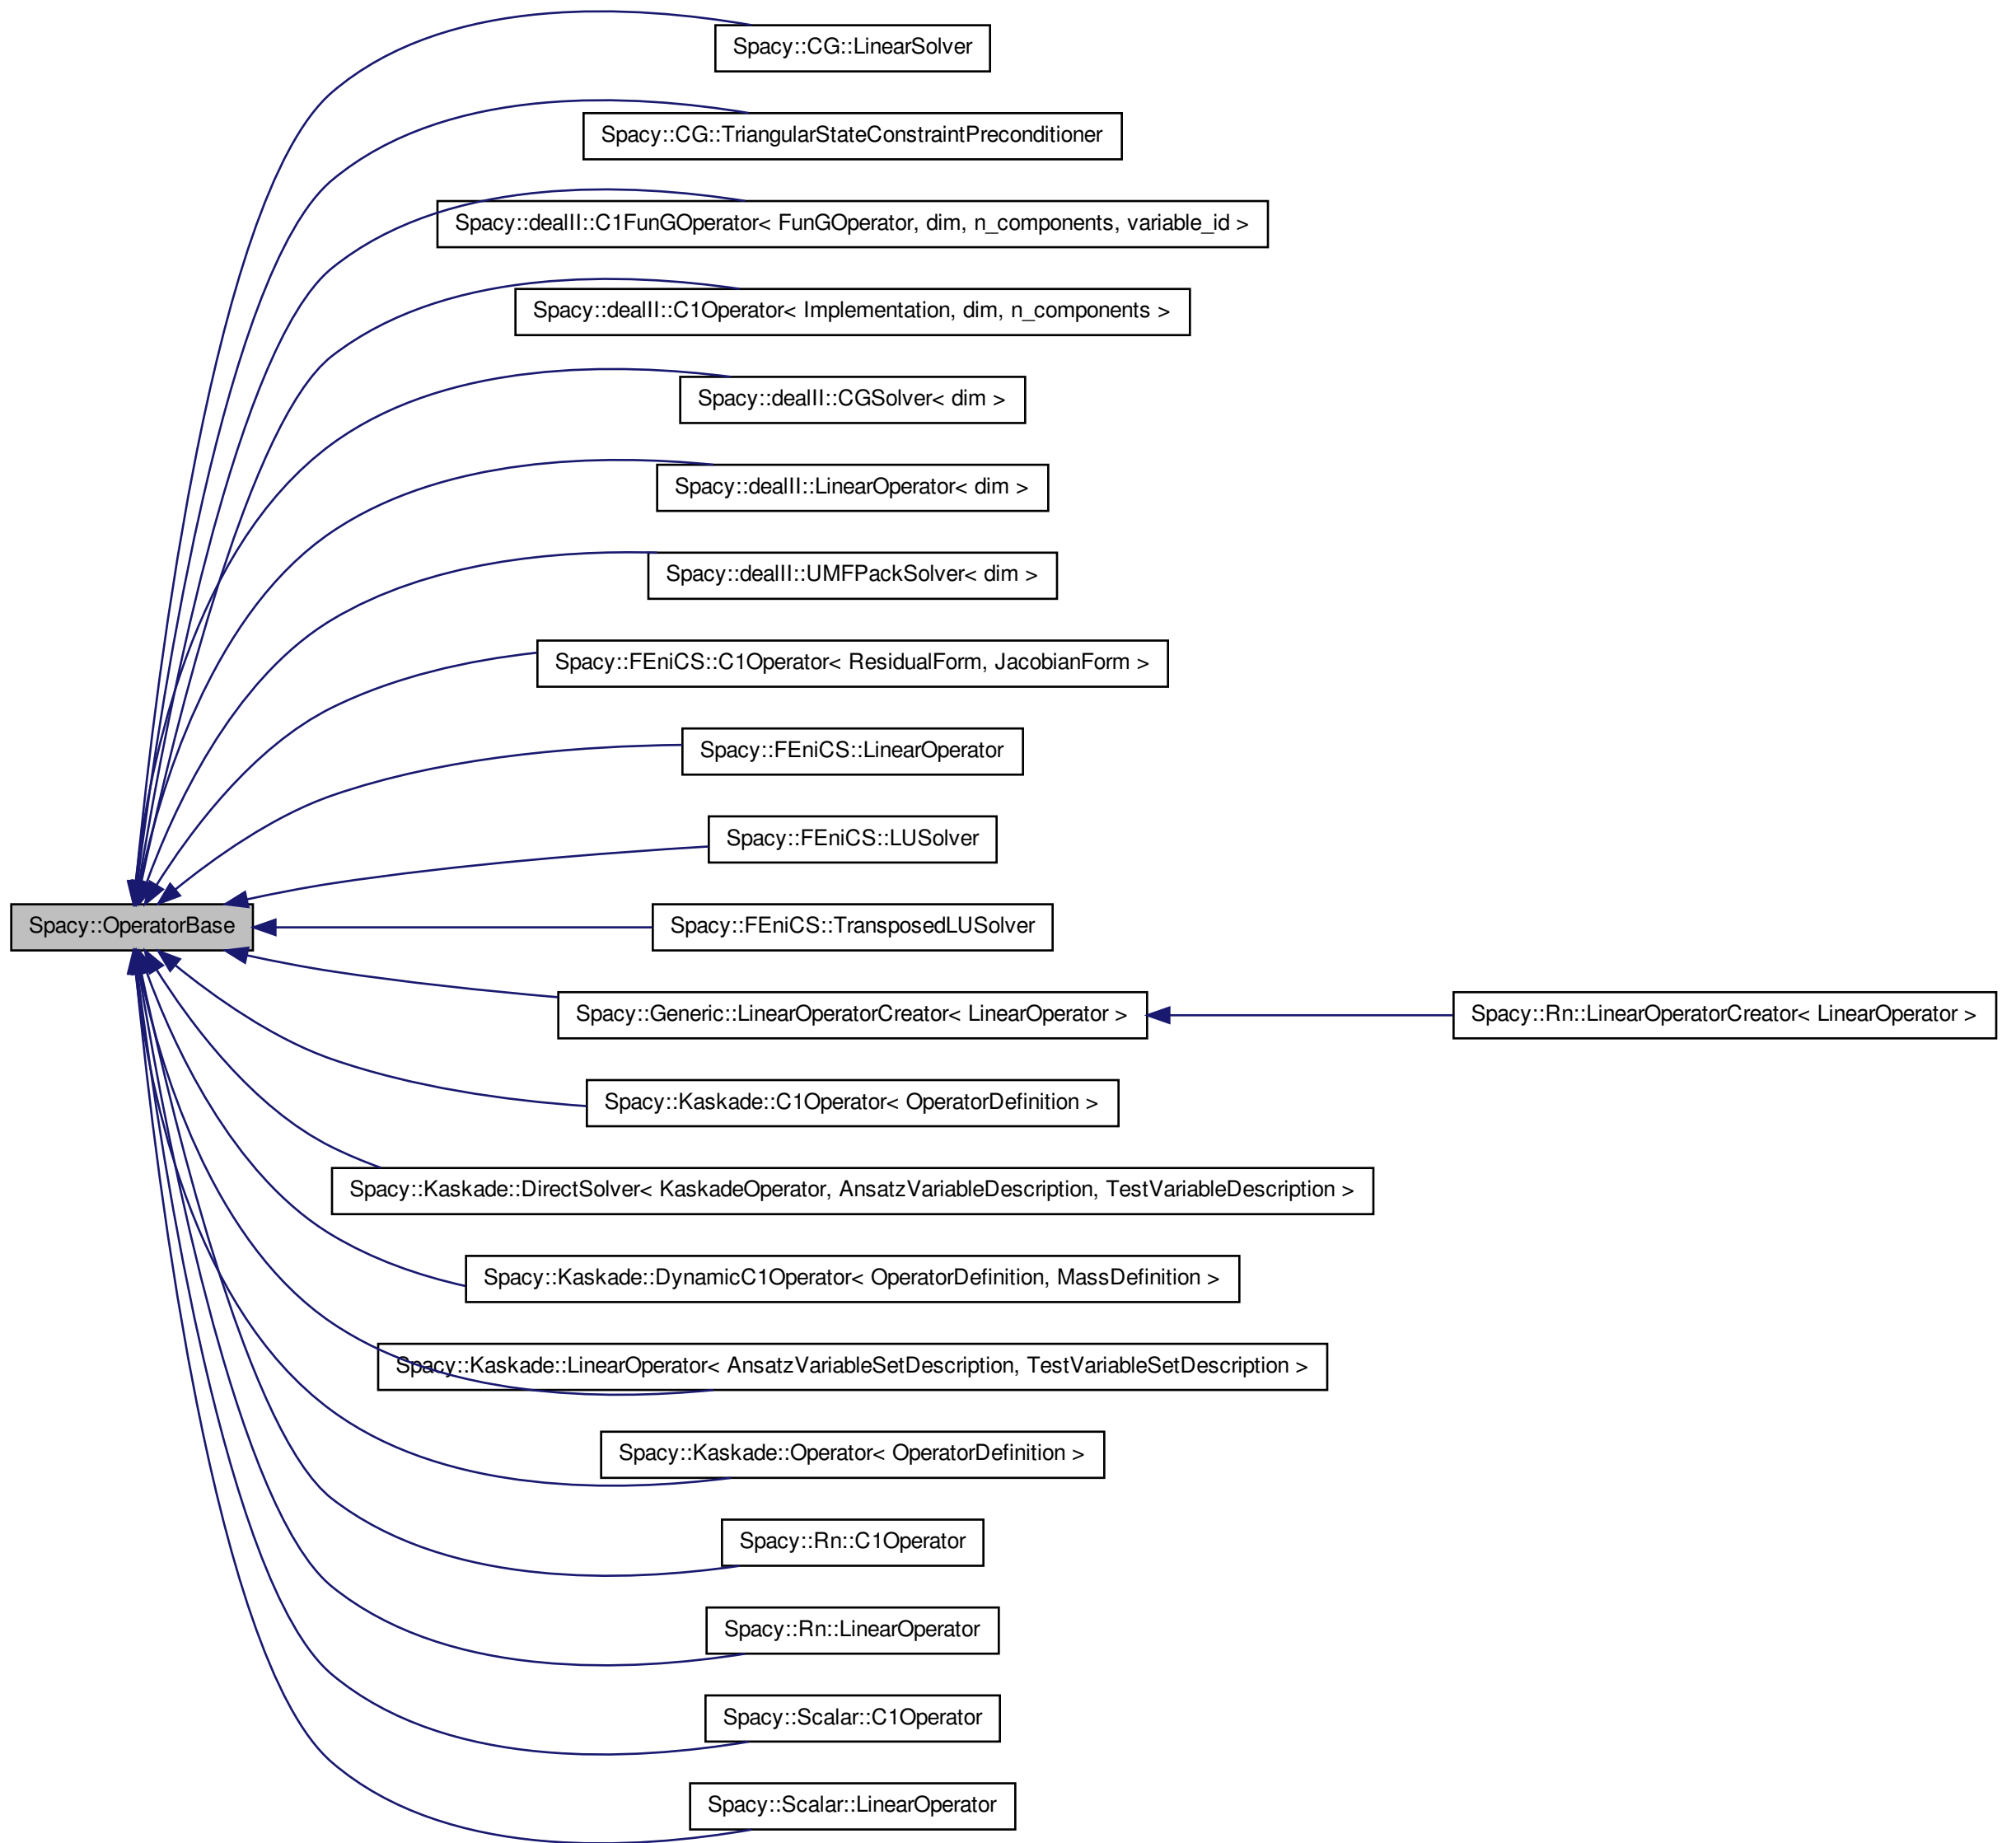 Spacy::CG::LinearSolver
Spacy::CG::TriangularStateConstraintPreconditioner
Spacy::dealII::C1FunGOperator< FunGOperator, dim, n_components, variable_id >
Spacy::dealII::C1Operator< Implementation, dim, n_components >
Spacy::dealII::CGSolver< dim >
Spacy::dealII::LinearOperator< dim >
Spacy::dealII::UMFPackSolver< dim >
Spacy::FEniCS::C1Operator< ResidualForm, JacobianForm >
Spacy::FEniCS::LinearOperator
Spacy::FEniCS::LUSolver
Spacy::OperatorBase
Spacy::FEniCS::TransposedLUSolver
Spacy::Generic::LinearOperatorCreator< LinearOperator >
Spacy::Rn::LinearOperatorCreator< LinearOperator >
Spacy::Kaskade::C1Operator< OperatorDefinition >
Spacy::Kaskade::DirectSolver< KaskadeOperator, AnsatzVariableDescription, TestVariableDescription >
Spacy::Kaskade::DynamicC1Operator< OperatorDefinition, MassDefinition >
Spacy::Kaskade::LinearOperator< AnsatzVariableSetDescription, TestVariableSetDescription >
Spacy::Kaskade::Operator< OperatorDefinition >
Spacy::Rn::C1Operator
Spacy::Rn::LinearOperator
Spacy::Scalar::C1Operator
Spacy::Scalar::LinearOperator